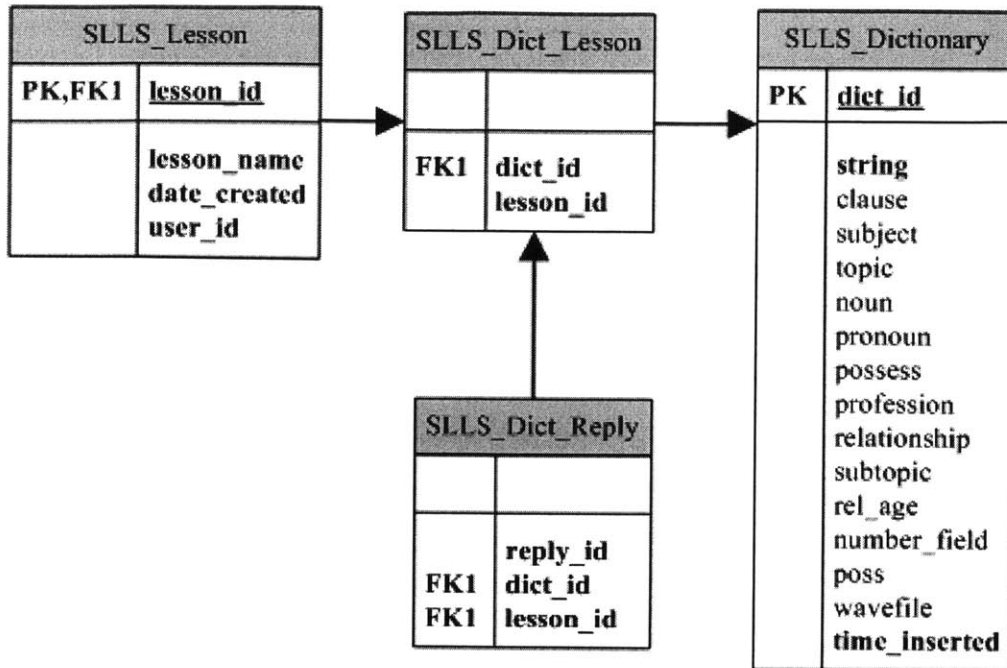 SLLS_Lesson
PK,FK1 lesson_id
lesson_name
date_created
user_id
SLLS_Dict_Lesson
FK1 dict_id
lesson_id
SLLS_Dictionary
PK dict_id
string
clause
subject
topic
noun
pronoun
possess
profession
relationship
subtopic
rel_age
number_field
poss
wavefile
time_inserted
SLLS_Dict_Reply
reply_id
FK1 dict_id
FK1 lesson_id